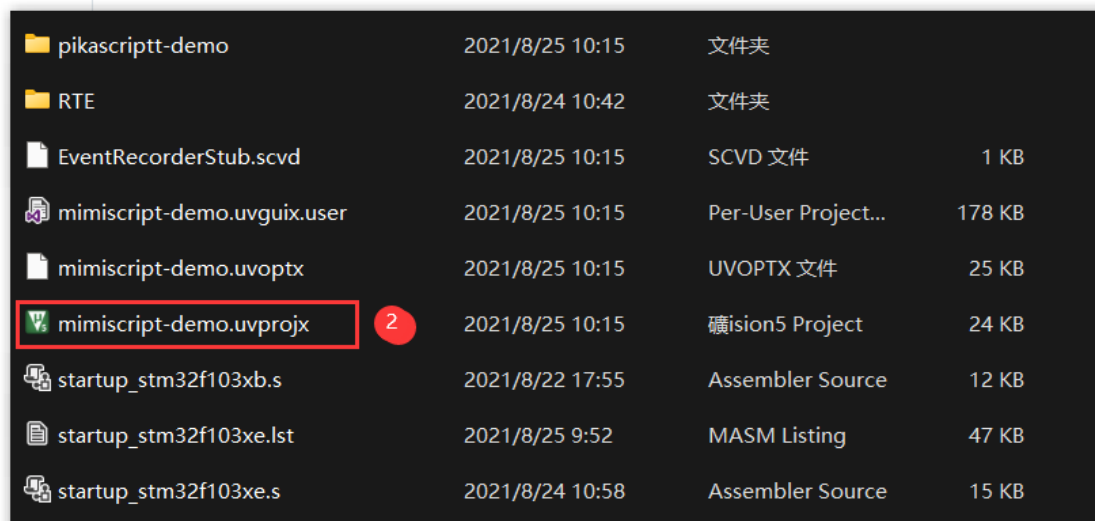 pikascriptt-demo 2021/8/25 10:15 文件夹
RTE 2021/8/24 10:42 文件夹
EventRecorderStub.scvd 2021/8/25 10:15 SCVD 文件 1 KB
mimiscript-demo.uvguix.user 2021/8/25 10:15 Per-User Project... 178 KB
mimiscript-demo.uvoptx 2021/8/25 10:15 UVOPTX 文件 25 KB
mimiscript-demo.uvprojx 2 2021/8/25 10:15 礦ision5 Project 24 KB
startup_stm32f103xb.s 2021/8/22 17:55 Assembler Source 12 KB
startup_stm32f103xe.lst 2021/8/25 9:52 MASM Listing 47 KB
startup_stm32f103xe.s 2021/8/24 10:58 Assembler Source 15 KB